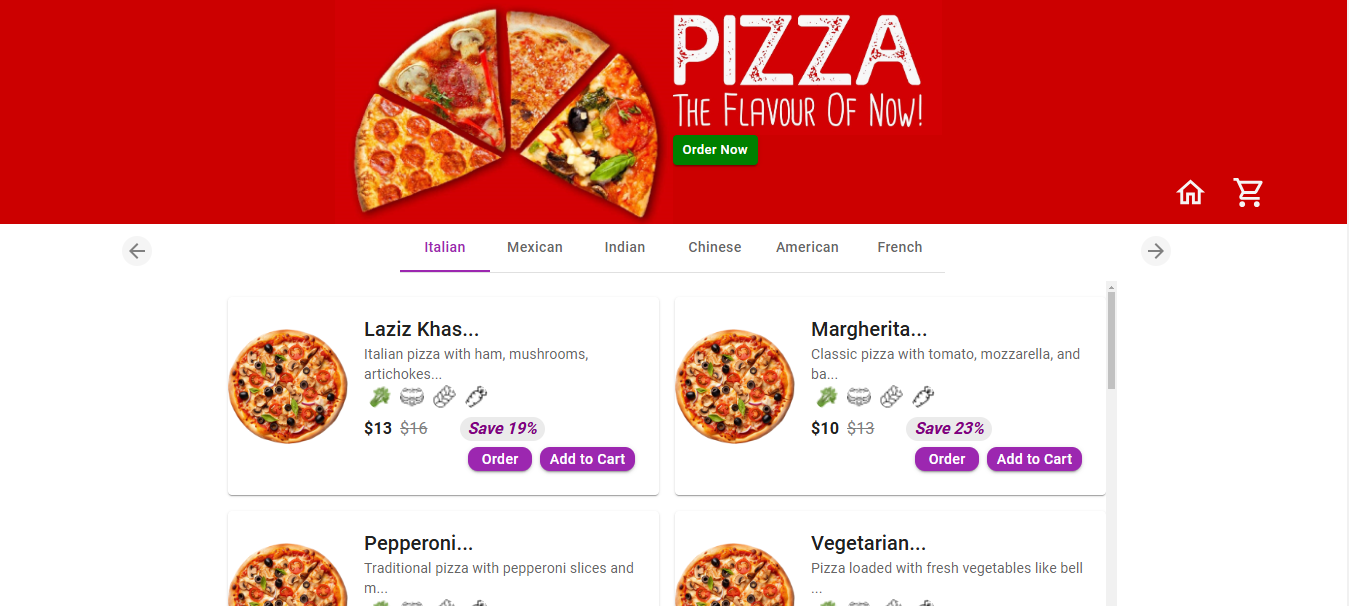 PIZZA
THE FLAVOUR OF NOW!
Order Now
Italian Mexican Indian Chinese American French
Laziz Khas...
Italian pizza with ham, mushrooms,
artichokes...
$13 $16 Save 19%
Order Add to Cart
Margherita...
Classic pizza with tomato, mozzarella, and
ba...
$10 $13 Save 23%
Order Add to Cart
Pepperoni...
Traditional pizza with pepperoni slices and
m...
Vegetarian...
Pizza loaded with fresh vegetables like bell
...